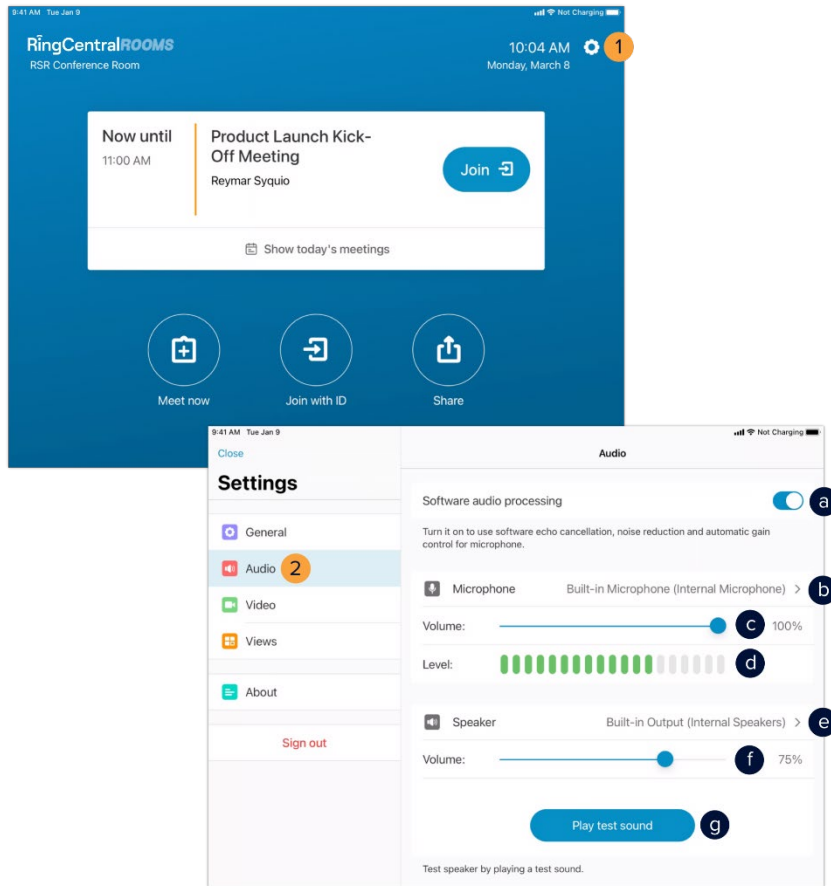 9:41 AM Tue Jan 9
Not Charging
RingCentralROOMS
RSR Conference Room
10:04 AM
Monday, March 8
1
Now until
11:00 AM
Product Launch Kick-
Off Meeting
Reymar Syquio
Join
Show today's meetings
Meet now
Join with ID
Share
9:41 AM Tue Jan 9
Not Charging
Close
Settings
General
Audio
2
Video
Views
About
Sign out
Audio
Software audio processing
a
Turn it on to use software echo cancellation, noise reduction and automatic gain
control for microphone.
Microphone
Built-in Microphone (Internal Microphone) >
b
Volume:
c
100%
Level:
d
Speaker
Built-in Output (Internal Speakers) >
e
Volume:
f
75%
Play test sound
g
Test speaker by playing a test sound.